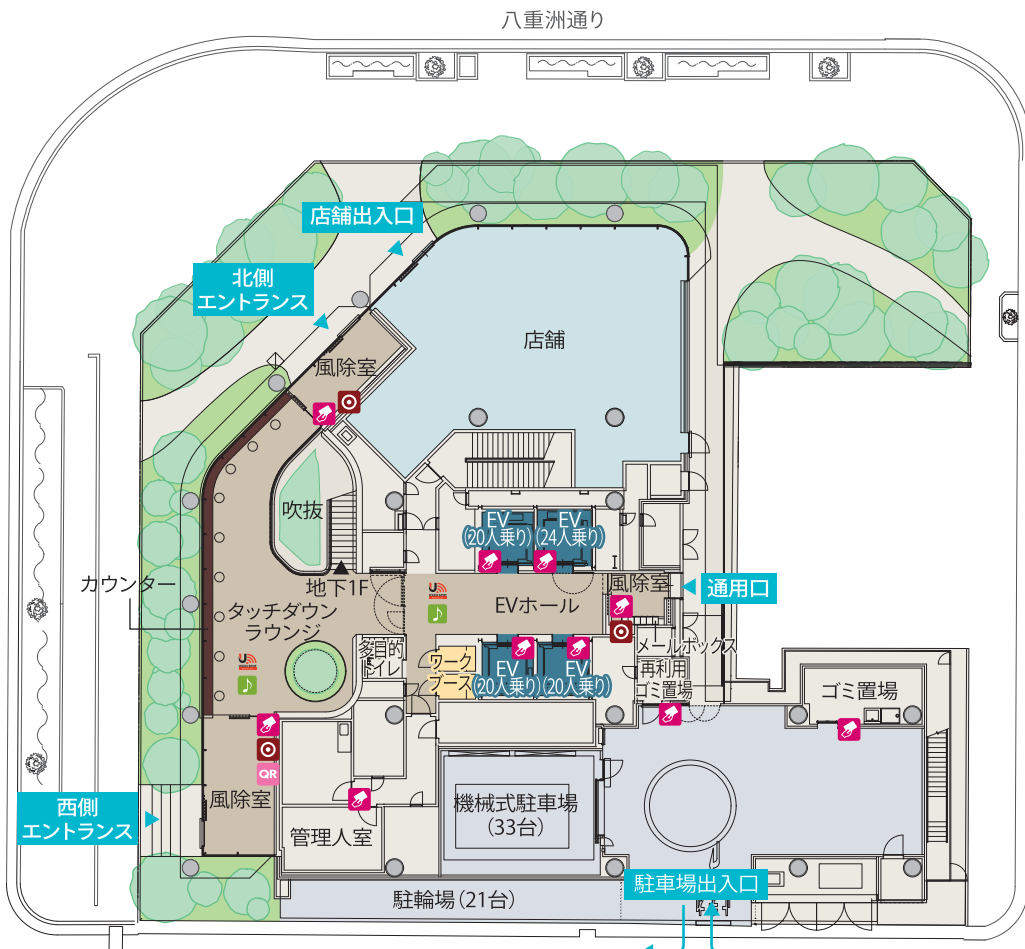 八重洲通り
店舗出入口
北側
エントランス
店舗
風除室
吹抜
EV
(20人乗り)
EV
(24人乗り)
カウンター
地下1F
タッチダウン
ラウンジ
EVホール
風除室
通用口
多目的
トイレ
ワーク
ブース
EV
(20人乗り)
EV
(20人乗り)
メールボックス
再利用
ゴミ置場
ゴミ置場
QR
風除室
西側
エントランス
管理人室
機械式駐車場
(33台)
駐車場出入口
駐輪場(21台)